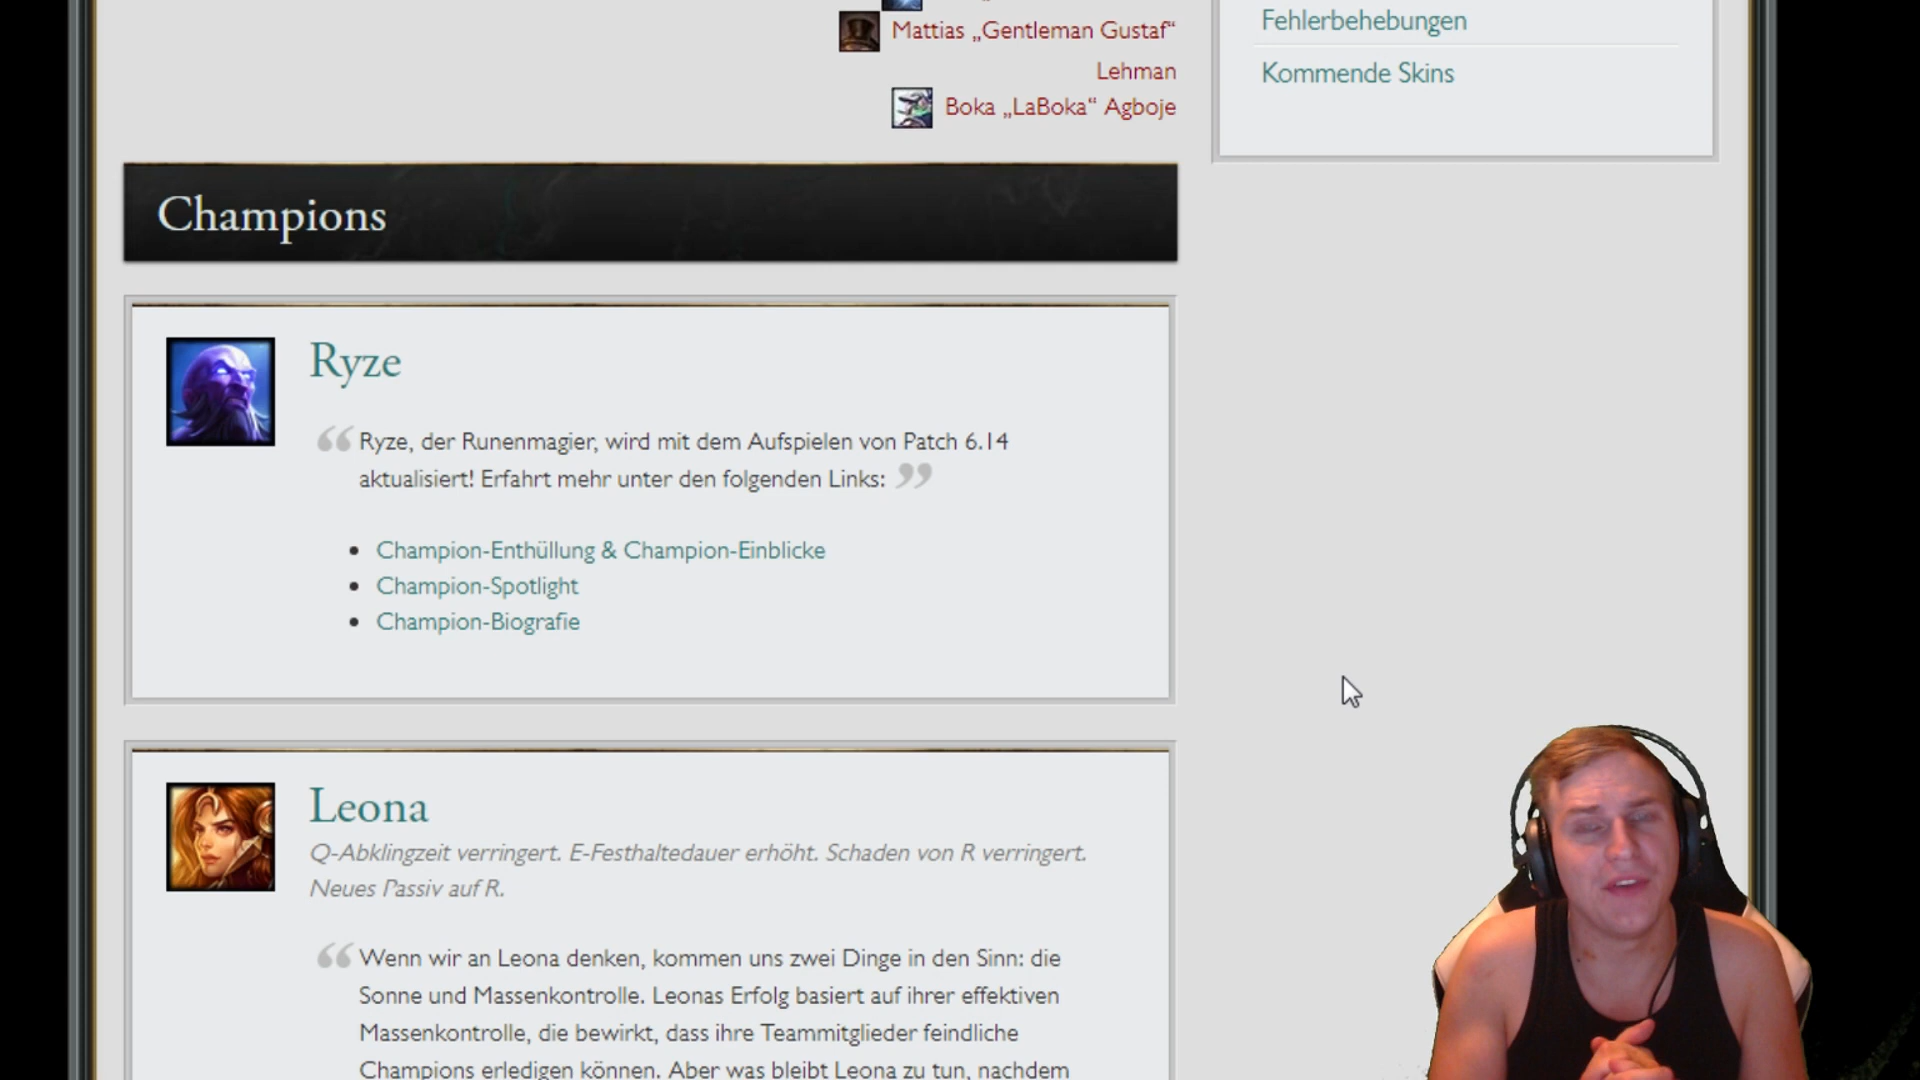 Mattias „Gentleman Gustaf“
Lehman
Boka „LaBoka“ Agboje
Fehlerbehebungen
Kommende Skins
Champions
Ryze
“ Ryze, der Runenmagier, wird mit dem Aufspielen von Patch 6.14
aktualisiert! Erfahrt mehr unter den folgenden Links: ”
• Champion-Enthüllung & Champion-Einblicke
• Champion-Spotlight
• Champion-Biografie
Leona
Q-Abklingzeit verringert. E-Festhaltedauer erhöht. Schaden von R verringert.
Neues Passiv auf R.
“ Wenn wir an Leona denken, kommen uns zwei Dinge in den Sinn: die
Sonne und Massenkontrolle. Leonas Erfolg basiert auf ihrer effektiven
Massenkontrolle, die bewirkt, dass ihre Teammitglieder feindliche
Champions erledigen können. Aber was bleibt Leona zu tun, nachdem